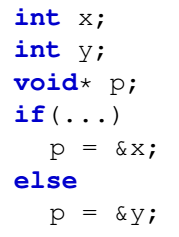 int x;
int y;
void* p;
if(...)
p = &x;
else
p = &y;